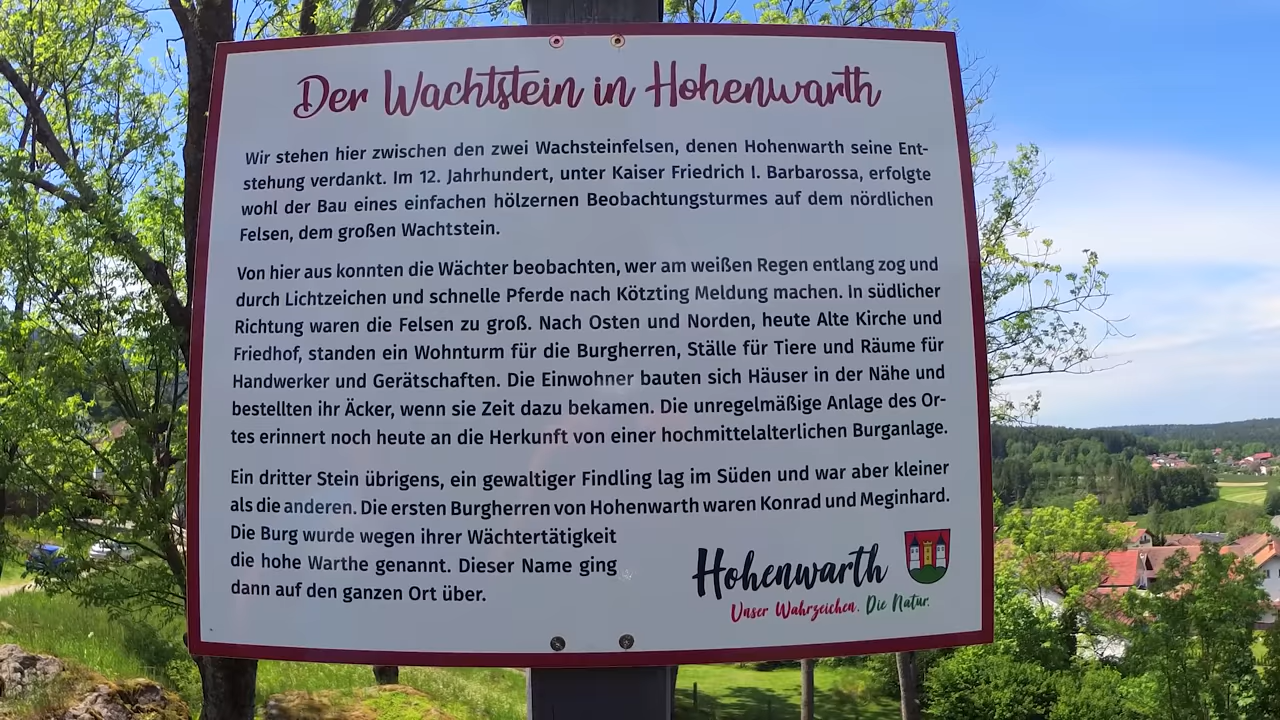 Der Wachtstein in Hohenwarth
Wir stehen hier zwischen den zwei Wachsteinfelsen, denen Hohenwarth seine Ent-
stehung verdankt. Im 12. Jahrhundert, unter Kaiser Friedrich I. Barbarossa, erfolgte
wohl der Bau eines einfachen hölzernen Beobachtungsturmes auf dem nördlichen
Felsen, dem großen Wachtstein.
Von hier aus konnten die Wächter beobachten, wer am weißen Regen entlang zog und
durch Lichtzeichen und schnelle Pferde nach Kötzting Meldung machen. In südlicher
Richtung waren die Felsen zu groß. Nach Osten und Norden, heute Alte Kirche und
Friedhof, standen ein Wohnturm für die Burgherren, Ställe für Tiere und Räume für
Handwerker und Gerätschaften. Die Einwohner bauten sich Häuser in der Nähe und
bestellten ihr Äcker, wenn sie Zeit dazu bekamen. Die unregelmäßige Anlage des Or-
tes erinnert noch heute an die Herkunft von einer hochmittelalterlichen Burganlage.
Ein dritter Stein übrigens, ein gewaltiger Findling lag im Süden und war aber kleiner
als die anderen. Die ersten Burgherren von Hohenwarth waren Konrad und Meginhard.
Die Burg wurde wegen ihrer Wächtertätigkeit
die hohe Warthe genannt. Dieser Name ging
dann auf den ganzen Ort über.
Hohenwarth
Unser Wahrzeichen. Die Natur.